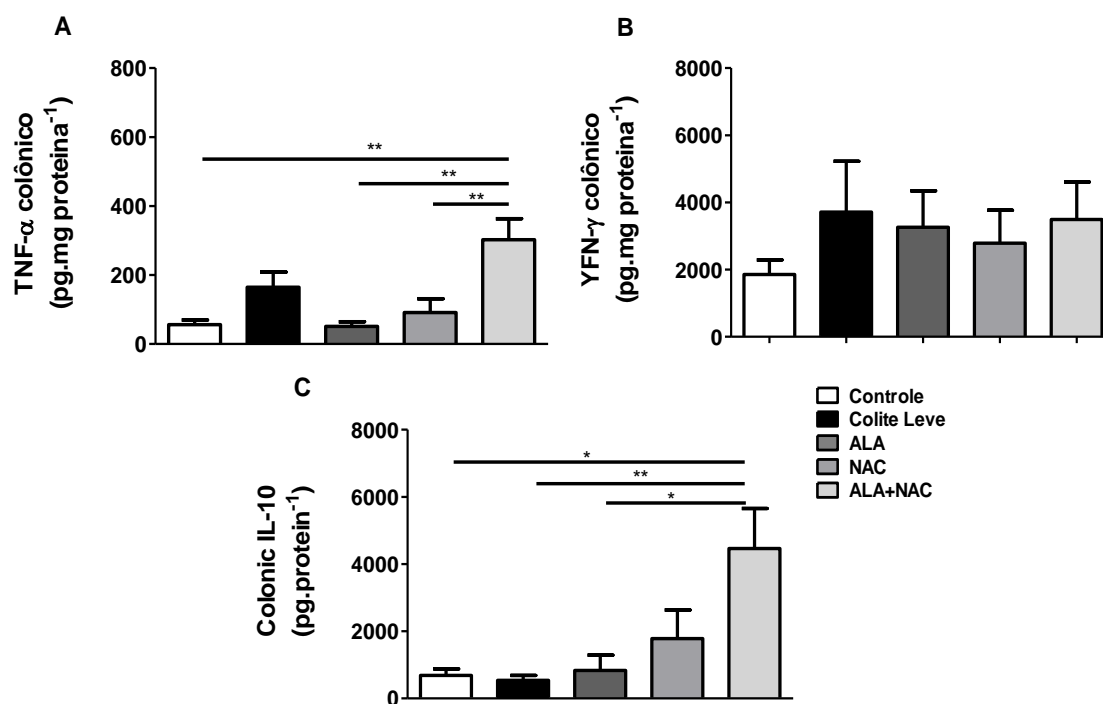 A
TNF-α colônico
(pg.mg proteina⁻¹)
800
600
400
200
0
**
**
**
B
YFN-γ colônico
(pg.mg proteina⁻¹)
8000
6000
4000
2000
0
C
Colonic IL-10
(pg.protein⁻¹)
8000
6000
4000
2000
0
*
**
*
Controle
Colite Leve
ALA
NAC
ALA+NAC